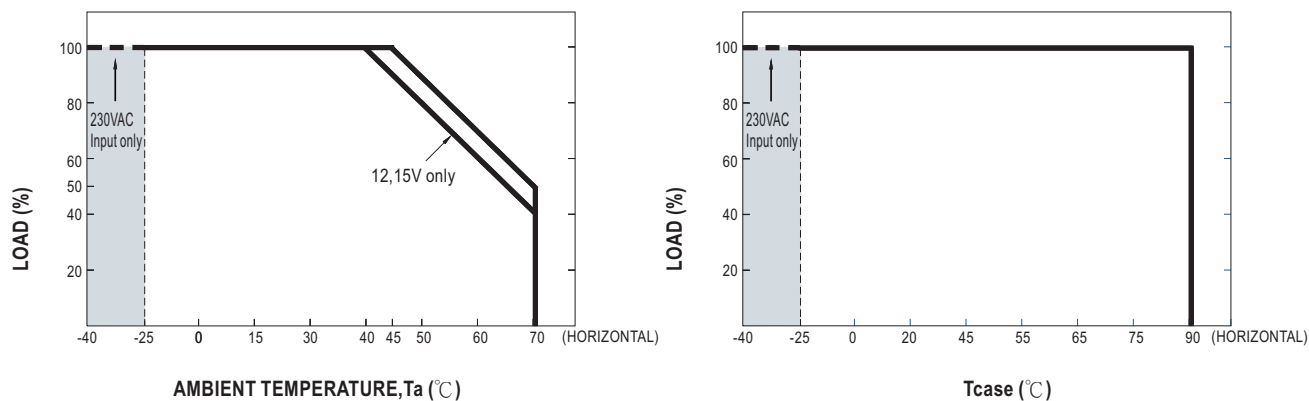 100
80
60
50
40
20
LOAD (%)
230VAC
Input only
12,15V only
-40 -25 0 15 30 40 45 50 60 70 (HORIZONTAL)
AMBIENT TEMPERATURE,Ta (℃)
100
80
60
40
20
LOAD (%)
230VAC
Input only
-40 -25 0 20 45 55 65 75 90 (HORIZONTAL)
Tcase (℃)